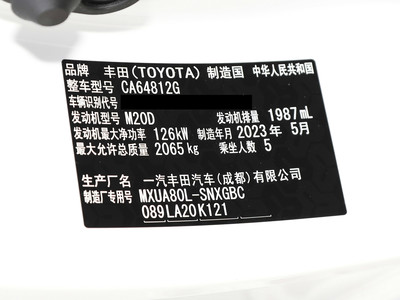 品牌 丰田(TOYOTA) 制造国 中华人民共和国
整车型号 CA64812G
车辆识别代号
发动机型号 M20D 发动机排量 1987mL
发动机最大净功率 126kW 制造年月 2023年 5月
最大允许总质量 2065kg 乘坐人数 5
生产厂名 一汽丰田汽车(成都)有限公司
制造厂专用号 MXUA80L-SNXGBC
089LA20K121